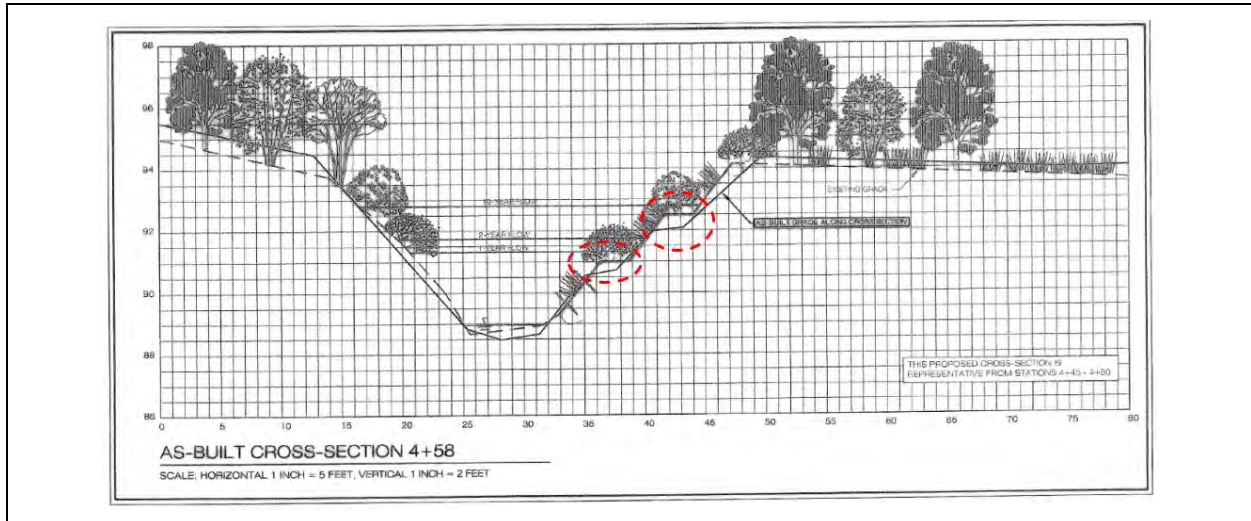 98
96
94
92
90
88
86
10-YEAR FLOW
2-YEAR FLOW
1-YEAR FLOW
EXISTING GRADE
AS-BUILT GRADE ALONG CROSS-SECTION
THIS PROPOSED CROSS-SECTION IS
REPRESENTATIVE FROM STATIONS 4+45 -
0 5 10 15 20 25 30 35 40 45 50 55 60 65 70 75 80
AS-BUILT CROSS-SECTION 4+58
SCALE: HORIZONTAL 1 INCH = 5 FEET, VERTICAL 1 INCH = 2 FEET